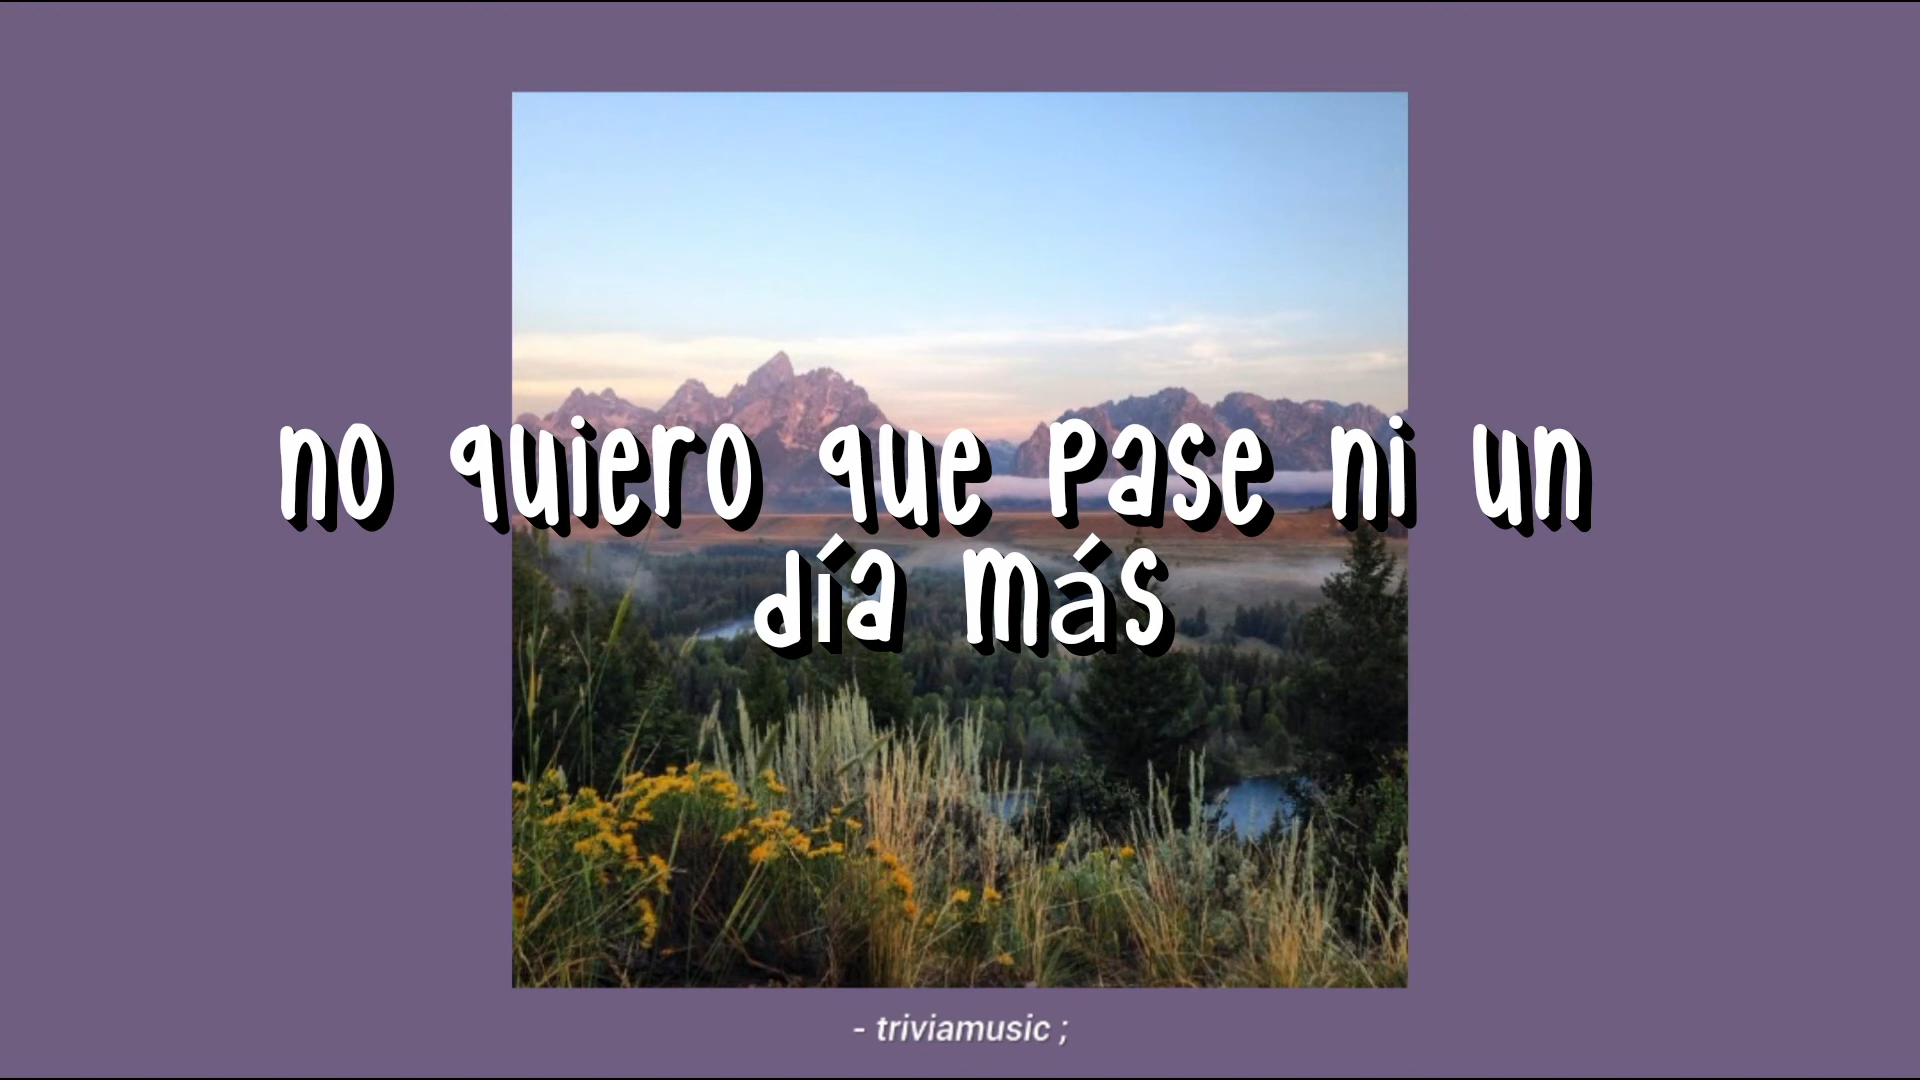 no quiero que pase ni un
día más
- triviamusic ;